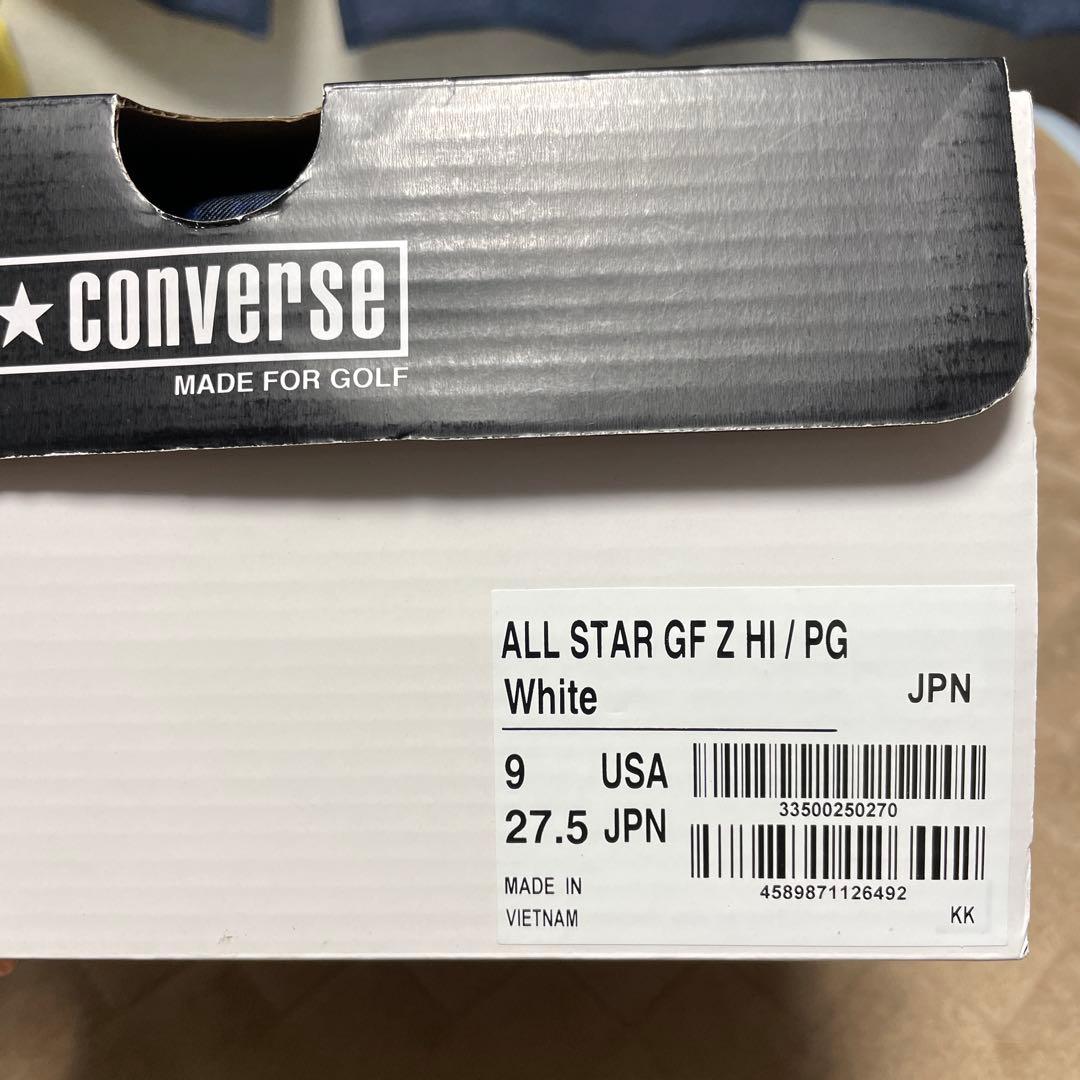 ★ converse
MADE FOR GOLF
ALL STAR GF Z HI / PG
White JPN
9 USA
33500250270
27.5 JPN
4589871126492
MADE IN
VIETNAM
KK